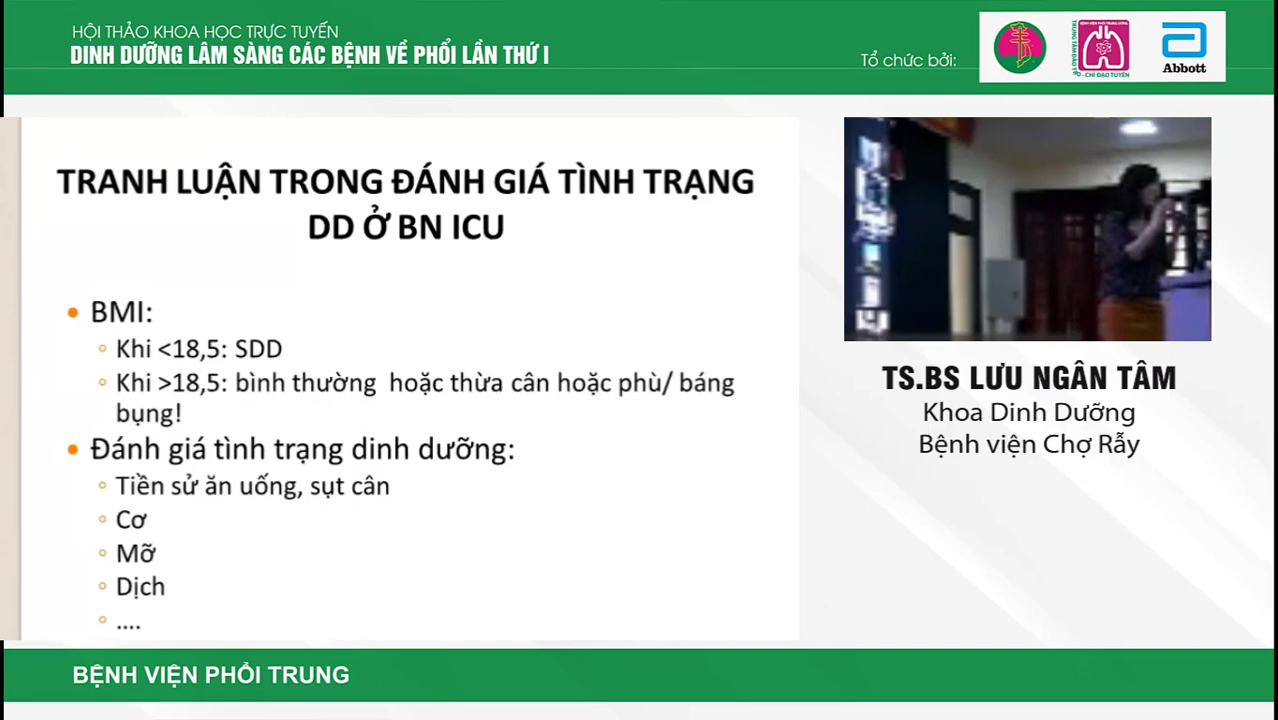 HỘI THẢO KHOA HỌC TRỰC TUYẾN
DINH DƯỠNG LÂM SÀNG CÁC BỆNH VỀ PHỔI LẦN THỨ I
Tổ chức bởi:
Abbott
TRANH LUẬN TRONG ĐÁNH GIÁ TÌNH TRẠNG
DD Ở BN ICU
• BMI:
◦ Khi <18,5: SDD
◦ Khi >18,5: bình thường hoặc thừa cân hoặc phù/ báng
bụng!
• Đánh giá tình trạng dinh dưỡng:
◦ Tiền sử ăn uống, sụt cân
◦ Cơ
◦ Mỡ
◦ Dịch
◦ ....
TS.BS LƯU NGÂN TÂM
Khoa Dinh Dưỡng
Bệnh viện Chợ Rẫy
BỆNH VIỆN PHỔI TRUNG